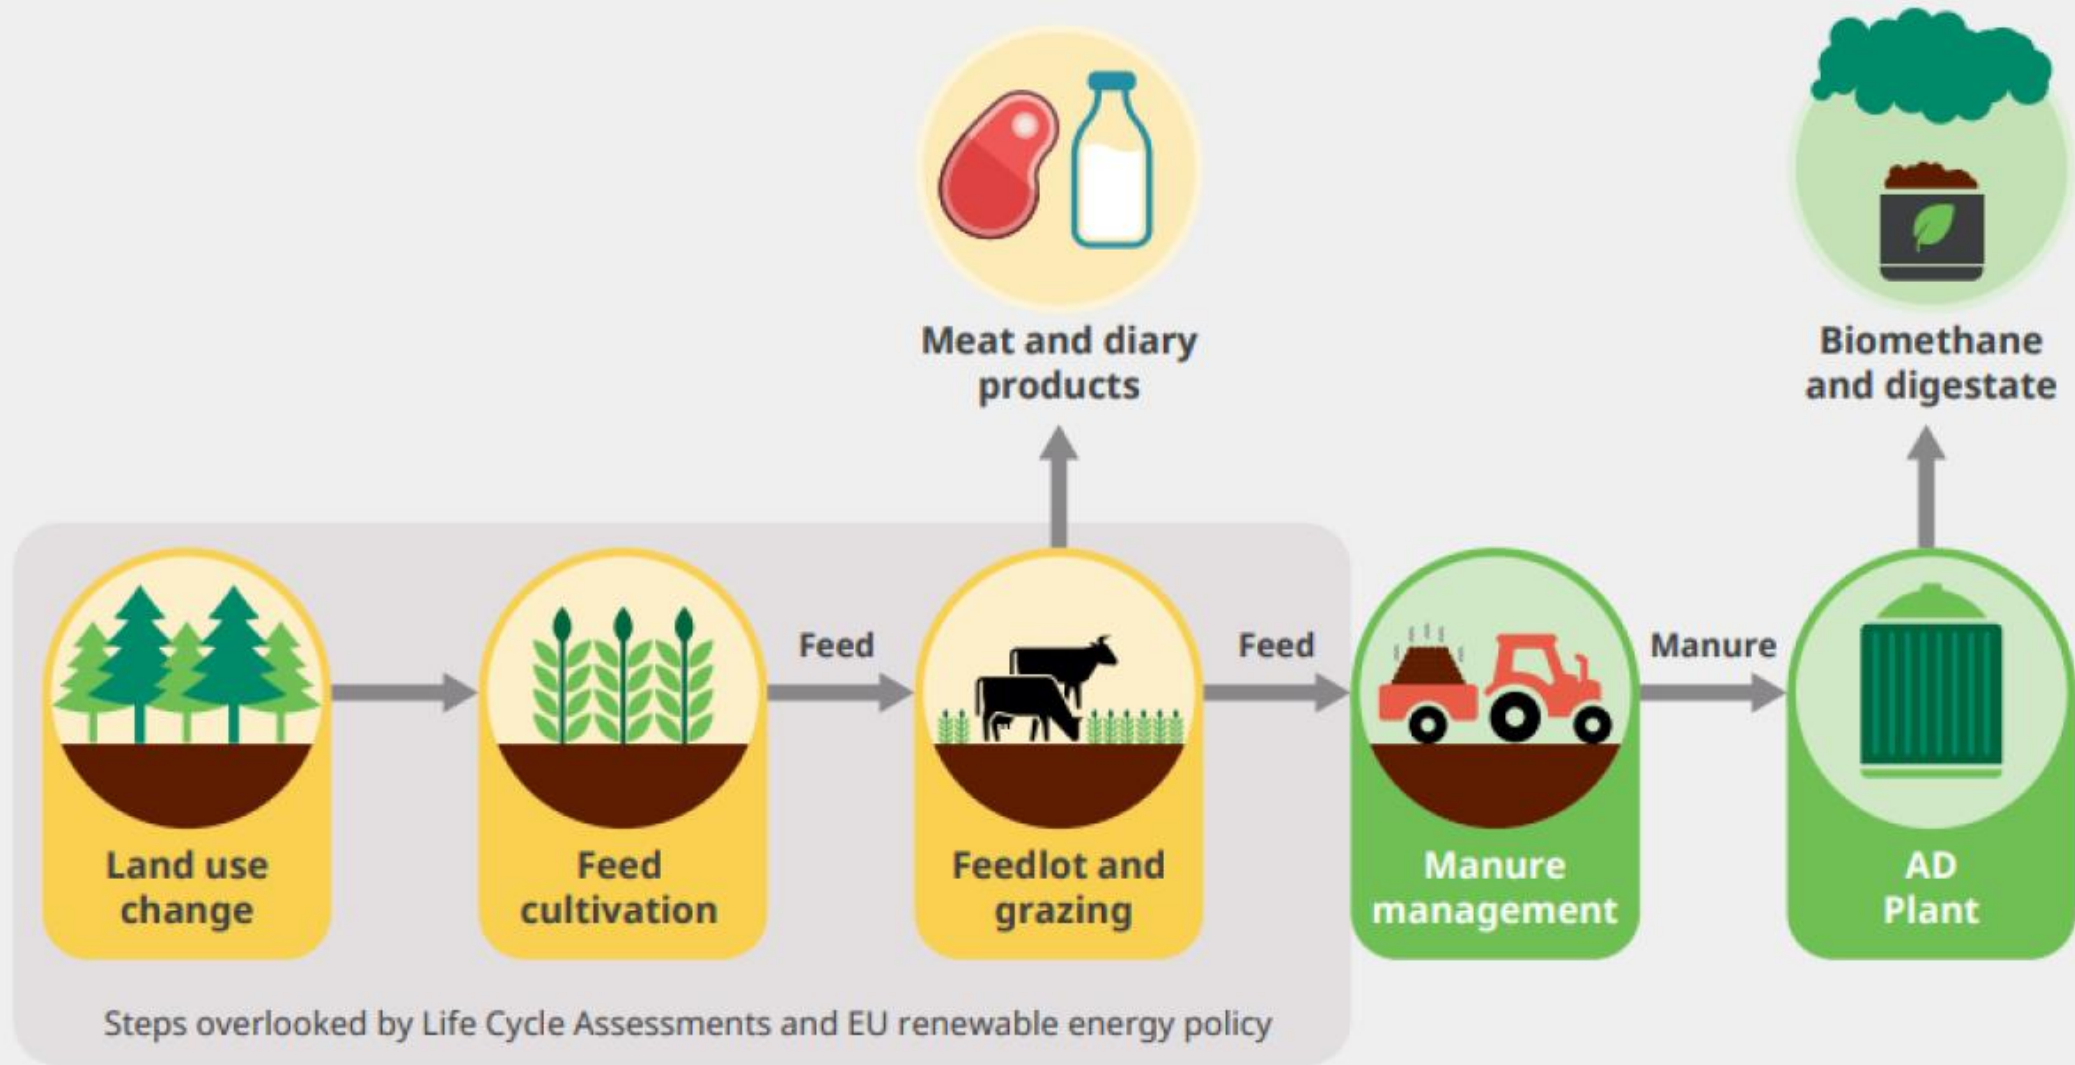 Meat and diary
products
Biomethane
and digestate
Feed
Feed
Manure
Land use
change
Feed
cultivation
Feedlot and
grazing
Manure
management
AD
Plant
Steps overlooked by Life Cycle Assessments and EU renewable energy policy